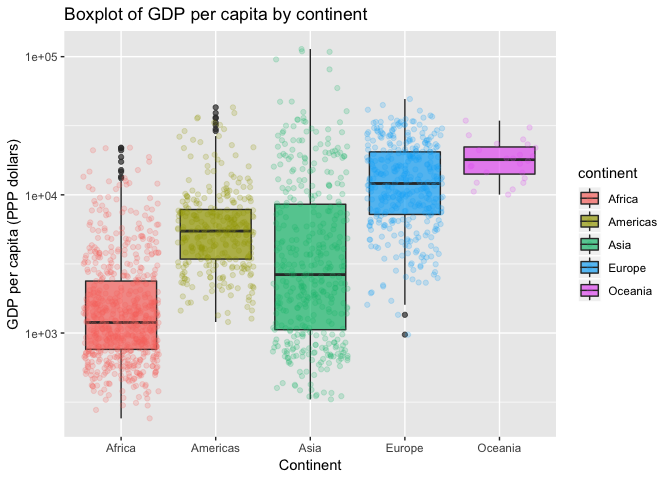 Boxplot of GDP per capita by continent
GDP per capita (PPP dollars)
1e+05
1e+04
1e+03
Africa
Americas
Asia
Europe
Oceania
Continent
continent
Africa
Americas
Asia
Europe
Oceania